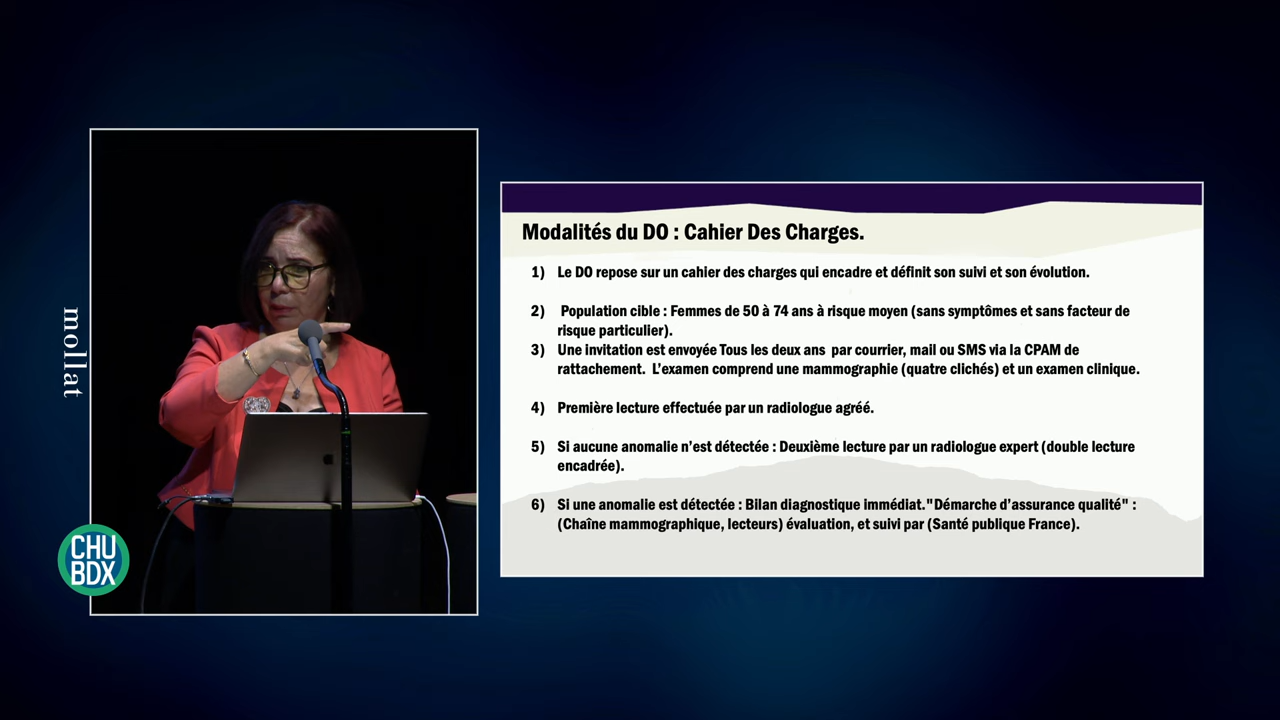 mollat
CHU
BDX
Modalités du DO : Cahier Des Charges.
1) Le DO repose sur un cahier des charges qui encadre et définit son suivi et son évolution.
2) Population cible : Femmes de 50 à 74 ans à risque moyen (sans symptômes et sans facteur de
risque particulier).
3) Une invitation est envoyée Tous les deux ans par courrier, mail ou SMS via la CPAM de
rattachement. L'examen comprend une mammographie (quatre clichés) et un examen clinique.
4) Première lecture effectuée par un radiologue agréé.
5) Si aucune anomalie n'est détectée : Deuxième lecture par un radiologue expert (double lecture
encadrée).
6) Si une anomalie est détectée : Bilan diagnostique immédiat."Démarche d'assurance qualité" :
(Chaîne mammographique, lecteurs) évaluation, et suivi par (Santé publique France).